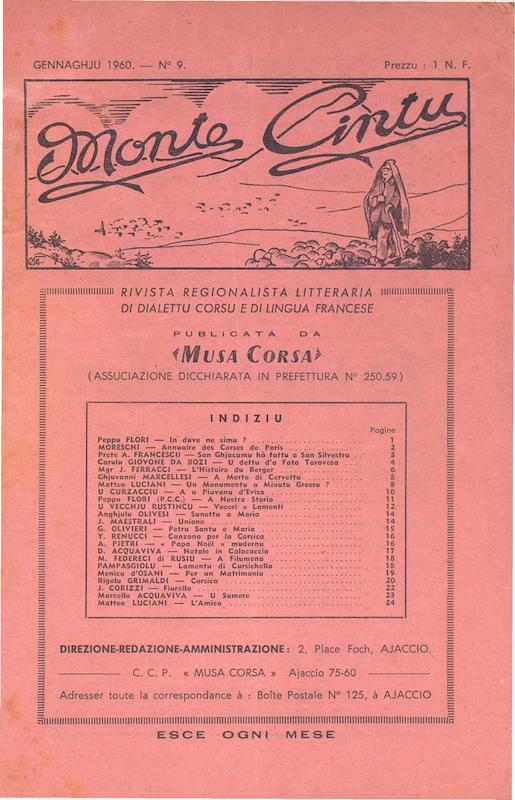 GENNAGHJU 1960. — N° 9. Prezzu : 1 N. F.
Monte Cintu
RIVISTA REGIONALISTA LITTERARIA
DI DIALETTU CORSU E DI LINGUA FRANCESE
PUBLICATA DA
«MUSA CORSA»
(ASSUCIAZIONE DICCHIARATA IN PREFETTURA N° 250.59)
INDIZIU
Pagine
Peppu FLORI — In duve ne simu ? 1
MORESCHI — Annuaire des Corses de Paris 2
Prete A. FRANCESCU — San Ghjacumu hà fattu a San Silvestru 3
Carulu GIOVONE DA BOZI — U dettu d'a Fata Taravesa 4
Mgr J. FERRACCI — L'Histoire du Berger 6
Ghjuvanni MARCELLESI — A Morte di Cervettu 8
Matteo LUCIANI — Un Monumentu a Minutu Grossu ? 8
U CURZACCIU — A u Piuvanu d'Evisa 10
Peppu FLORI (P.C.C.) — A Nostra Storia 11
U VECCHJU RUSTINCU — Voceri e Lamenti 12
Anghjulu OLIVESI — Sunettu a Maria 14
J. MAESTRALI — Unione 14
G. OLIVIERI — Petru Santu e Maria 15
Y. RENUCCI — Canzona per la Corsica 16
A. PIETRI — « Papa Noël » mudernu 16
D. ACQUAVIVA — Natale in Calacuccia 17
M. FEDERECI di RUSIU — A Filumena 18
PAMPASGIOLU — Lamentu di Cursichella 18
Menicu d'OSANI — Per un Matrimoniu 19
Rigolu GRIMALDI — Corsica 20
J. CORIZZI — Fiurella 22
Marcellu ACQUAVIVA — U Sumere 23
Matteo LUCIANI — L'Amica 24
DIREZIONE-REDAZIONE-AMMINISTRAZIONE : 2, Place Foch, AJACCIO.
C. C. P. « MUSA CORSA » Ajaccio 75-60
Adresser toute la correspondance à : Boîte Postale N° 125, à AJACCIO
ESCE OGNI MESE